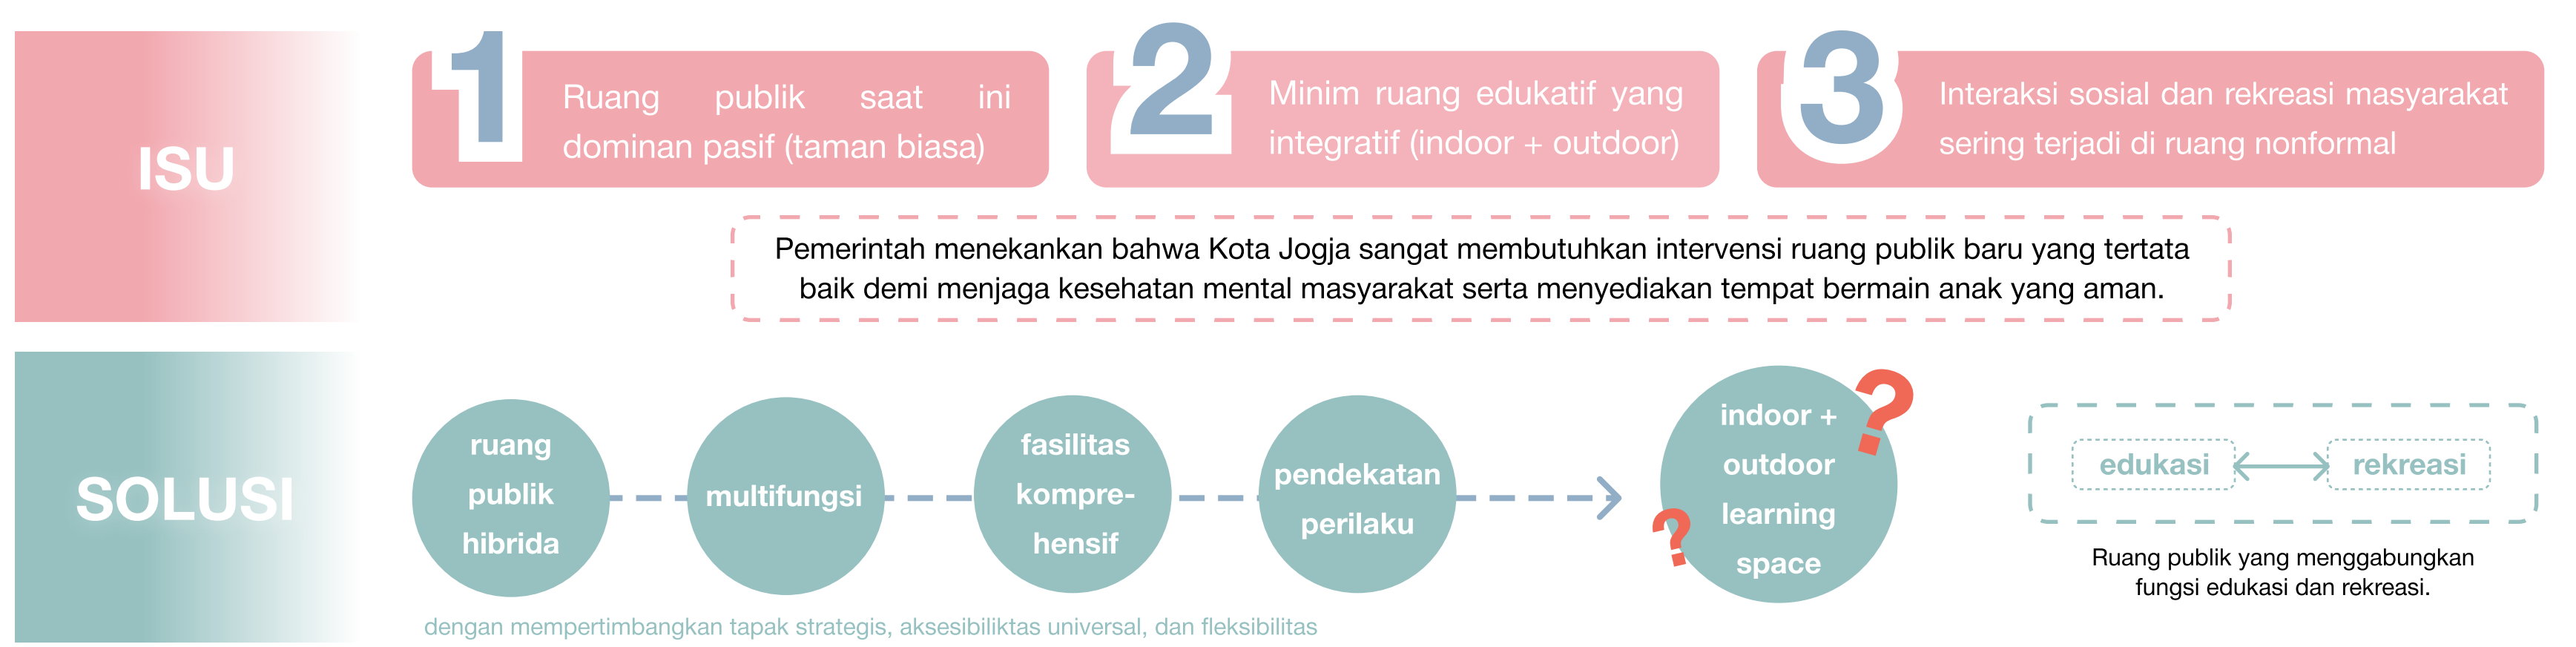 ISU
1
Ruang publik saat ini
dominan pasif (taman biasa)
2
Minim ruang edukatif yang
integratif (indoor + outdoor)
3
Interaksi sosial dan rekreasi masyarakat
sering terjadi di ruang nonformal
Pemerintah menekankan bahwa Kota Jogja sangat membutuhkan intervensi ruang publik baru yang tertata
baik demi menjaga kesehatan mental masyarakat serta menyediakan tempat bermain anak yang aman.
SOLUSI
ruang
publik
hibrida
multifungsi
fasilitas
kompre-
hensif
pendekatan
perilaku
indoor +
outdoor
learning
space
?
?
edukasi
rekreasi
Ruang publik yang menggabungkan
fungsi edukasi dan rekreasi.
dengan mempertimbangkan tapak strategis, aksesibiliktas universal, dan fleksibilitas